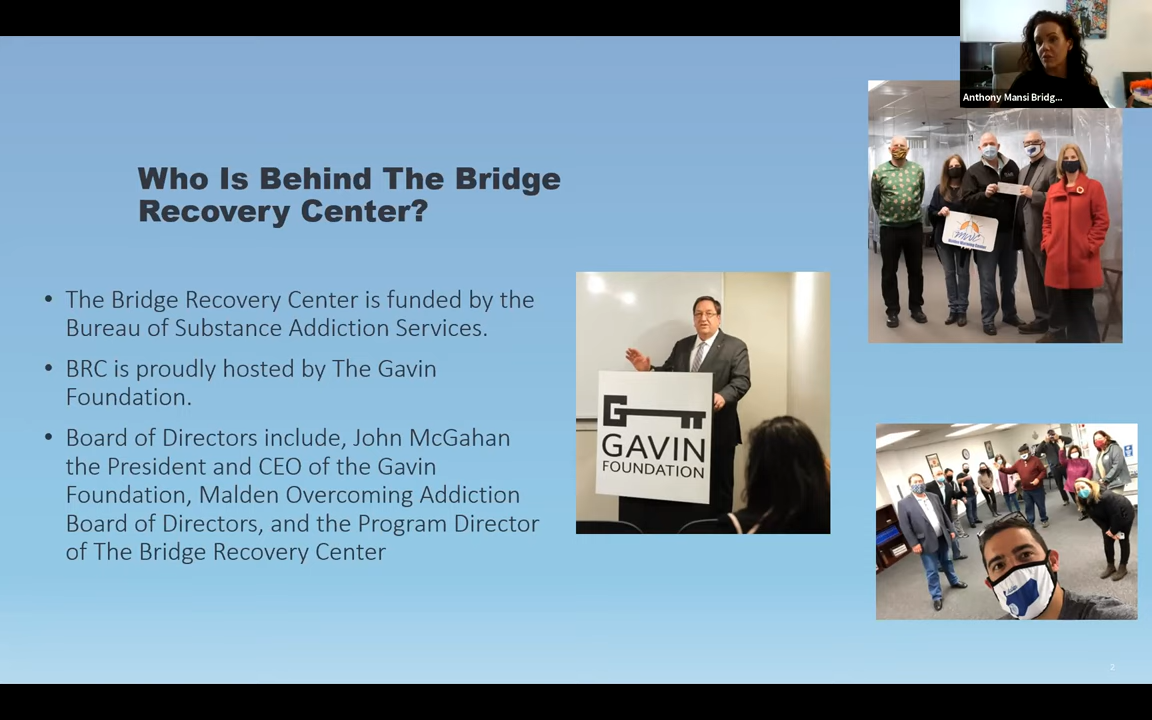 Anthony Mansi Bridg...
Who Is Behind The Bridge
Recovery Center?
• The Bridge Recovery Center is funded by the
Bureau of Substance Addiction Services.
• BRC is proudly hosted by The Gavin
Foundation.
• Board of Directors include, John McGahan
the President and CEO of the Gavin
Foundation, Malden Overcoming Addiction
Board of Directors, and the Program Director
of The Bridge Recovery Center
GAVIN
FOUNDATION
MWC
2